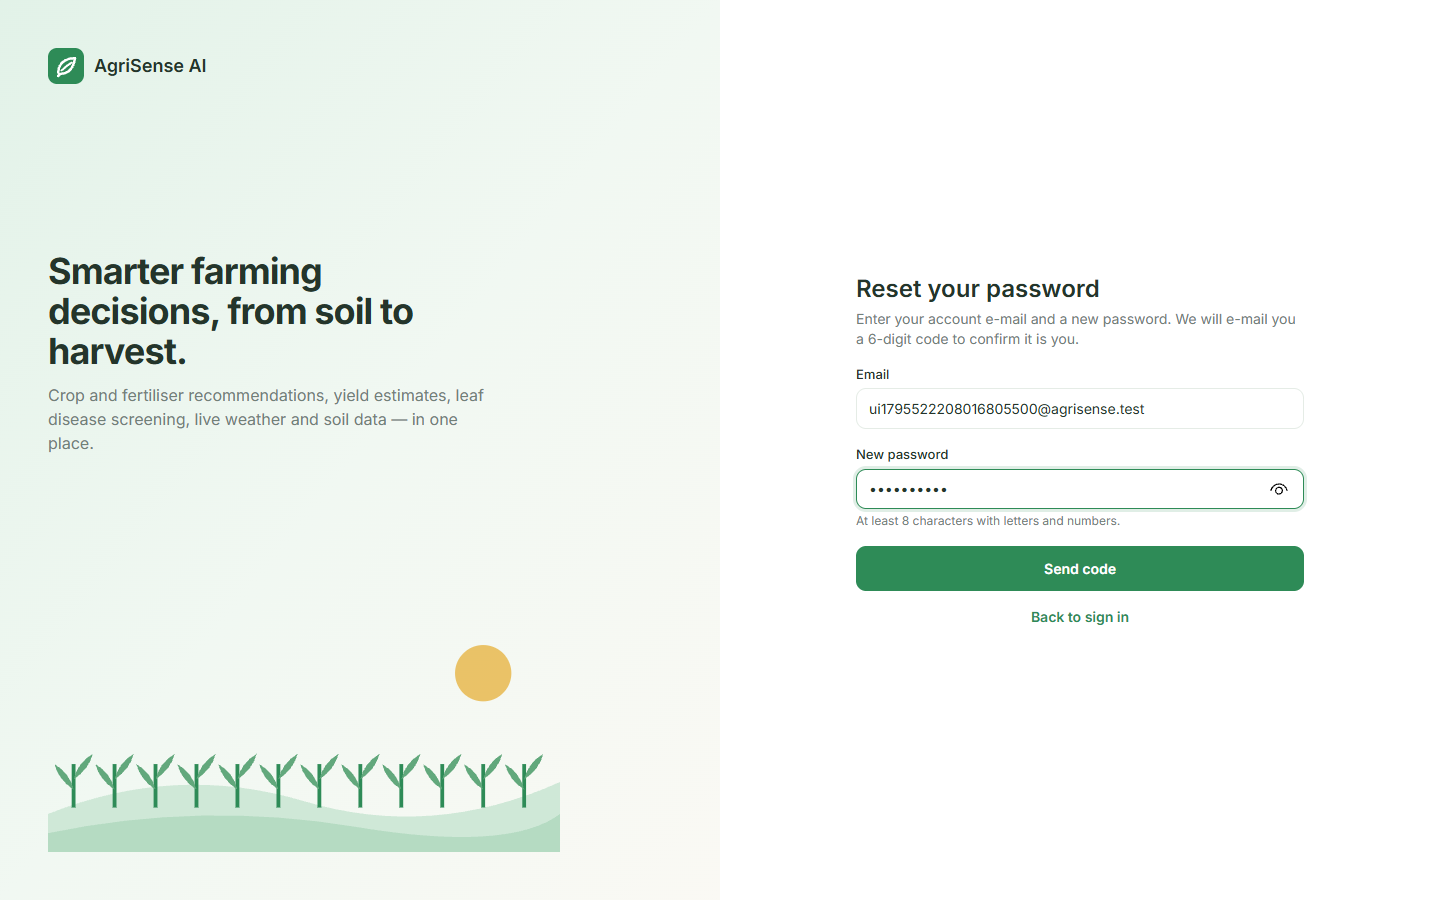 AgriSense AI
Smarter farming
decisions, from soil to
harvest.
Crop and fertiliser recommendations, yield estimates, leaf
disease screening, live weather and soil data — in one
place.
Reset your password
Enter your account e-mail and a new password. We will e-mail you
a 6-digit code to confirm it is you.
Email
ui1795522208016805500@agrisense.test
New password
••••••••••
At least 8 characters with letters and numbers.
Send code
Back to sign in